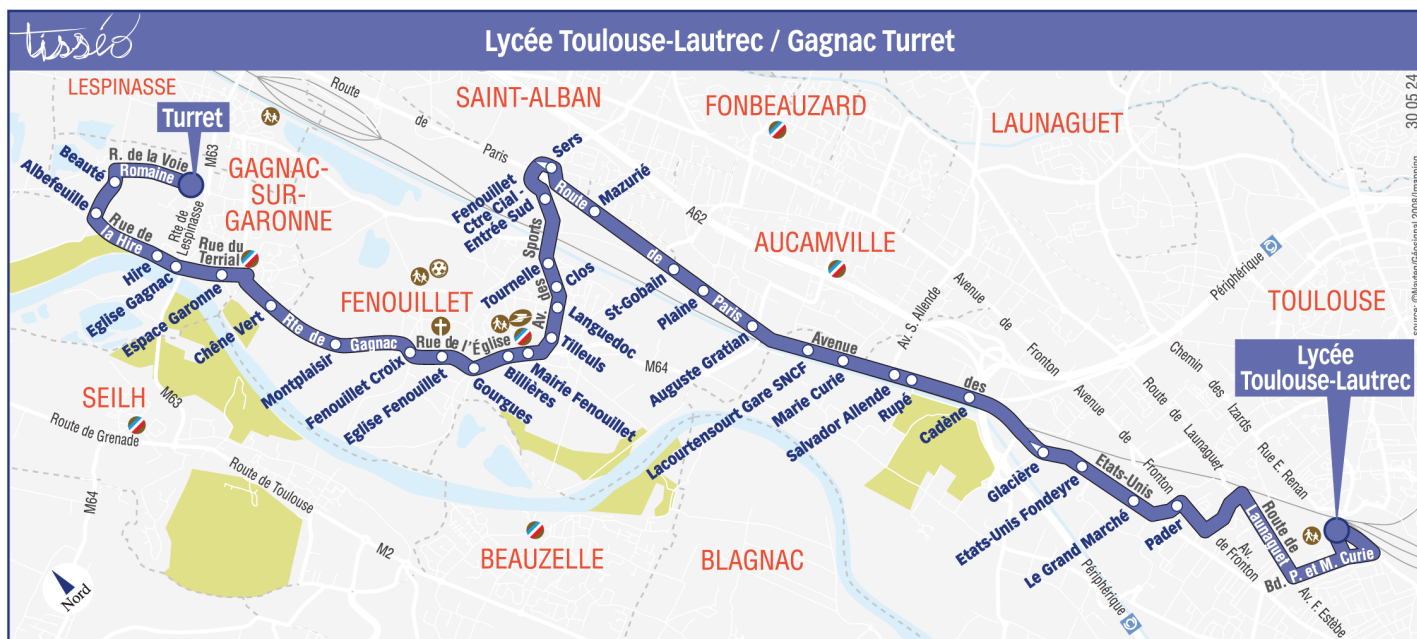 tisséo
Lycée Toulouse-Lautrec / Gagnac Turret
30 05 24
LESPINASSE
Turret
M63
Route
de
Paris
SAINT-ALBAN
FONBEAUZARD
LAUNAGUET
Beauté
Albefeuille
R. de la Voie
Romaine
GAGNAC-
SUR-
GARONNE
Rte de
Lespinasse
Rue de
la Hire
Rue du
Terrial
Hire
Eglise Gagnac
Espace Garonne
Chêne Vert
Montplaisir
Rte de
Gagnac
FENOUILLET
Fenouillet Croix
Eglise Fenouillet
Rue de l'Église
Gourgues
Billières
Mairie Fenouillet
Tilleuls
Languedoc
Clos
Tournelle
Av.
des
Sports
Fenouillet
Ctre Cial -
Entrée Sud
Sers
Mazurié
Route
de
Paris
A62
AUCAMVILLE
St-Gobain
Plaine
Auguste Gratian
M64
Lacourtensourt Gare SNCF
Marie Curie
Salvador Allende
Rupé
Cadène
Avenue
des
Etats-Unis
Av. S. Allende
Avenue
de
Fronton
Avenue
de
Fronton
Périphérique
TOULOUSE
Chemin
des
Izards
Rue E. Renan
Route
de
Launaguet
Lycée
Toulouse-Lautrec
Glacière
Etats-Unis Fondeyre
Le Grand Marché
Pader
Av.
de Fronton
Route de
Launaguet
Bd.
P. et M. Curie
Av. F. Estèbe
Périphérique
SEILH
M63
Route de Grenade
M64
Route de Toulouse
M2
BEAUZELLE
BLAGNAC
Nord